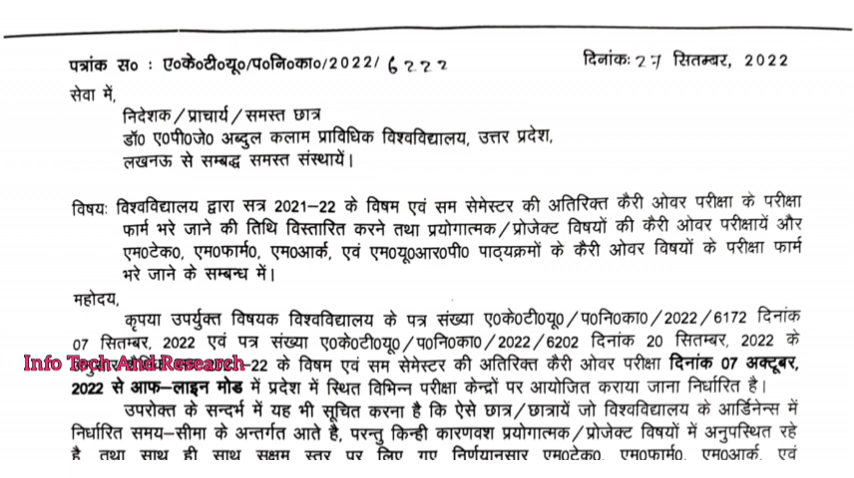 पत्रांक स० : ए०के०टी०यू०/प०नि०का०/2022/ 6222 दिनांकः 27 सितम्बर, 2022
सेवा में,
निदेशक/प्राचार्य/समस्त छात्र
डॉ० ए०पी०जे० अब्दुल कलाम प्राविधिक विश्वविद्यालय, उत्तर प्रदेश,
लखनऊ से सम्बद्ध समस्त संस्थायें।
विषयः विश्वविद्यालय द्वारा सत्र 2021–22 के विषम एवं सम सेमेस्टर की अतिरिक्त कैरी ओवर परीक्षा के परीक्षा
फार्म भरे जाने की तिथि विस्तारित करने तथा प्रयोगात्मक/प्रोजेक्ट विषयों की कैरी ओवर परीक्षायें और
एम०टेक०, एम०फार्म०, एम०आर्क, एवं एम०यू०आर०पी० पाठ्यक्रमों के कैरी ओवर विषयों के परीक्षा फार्म
भरे जाने के सम्बन्ध में।
महोदय,
कृपया उपर्युक्त विषयक विश्वविद्यालय के पत्र संख्या ए०के०टी०यू०/प०नि०का०/2022/6172 दिनांक
07 सितम्बर, 2022 एवं पत्र संख्या ए०के०टी०यू०/प०नि०का०/2022/6202 दिनांक 20 सितम्बर, 2022 के
Info Tech And Research
–22 के विषम एवं सम सेमेस्टर की अतिरिक्त कैरी ओवर परीक्षा दिनांक 07 अक्टूबर,
2022 से आफ–लाइन मोड में प्रदेश में स्थित विभिन्न परीक्षा केन्द्रों पर आयोजित कराया जाना निर्धारित है।
उपरोक्त के सन्दर्भ में यह भी सूचित करना है कि ऐसे छात्र/छात्रायें जो विश्वविद्यालय के आर्डिनेन्स में
निर्धारित समय–सीमा के अन्तर्गत आते है, परन्तु किन्ही कारणवश प्रयोगात्मक/प्रोजेक्ट विषयों में अनुपस्थित रहे
है, तथा साथ ही साथ सक्षम स्तर पर लिए गए निर्णयानुसार एम०टेक०, एम०फार्म०, एम०आर्क, एवं